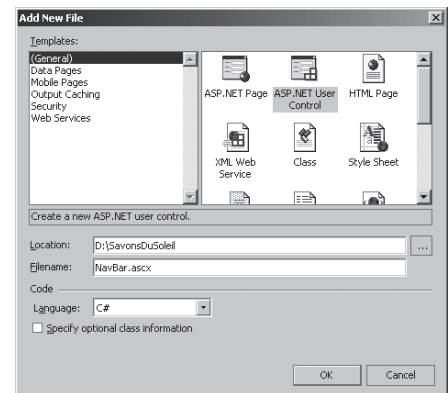 Add New File
Templates:
(General)
Data Pages
Mobile Pages
Output Caching
Security
Web Services
ASP.NET Page
ASP.NET User
Control
HTML Page
XML Web
Service
Class
Style Sheet
Create a new ASP.NET user control.
Location:
D:\SavonsDuSoleil
...
Filename:
NavBar.ascx
Code
Language:
C#
Specify optional class information
OK
Cancel